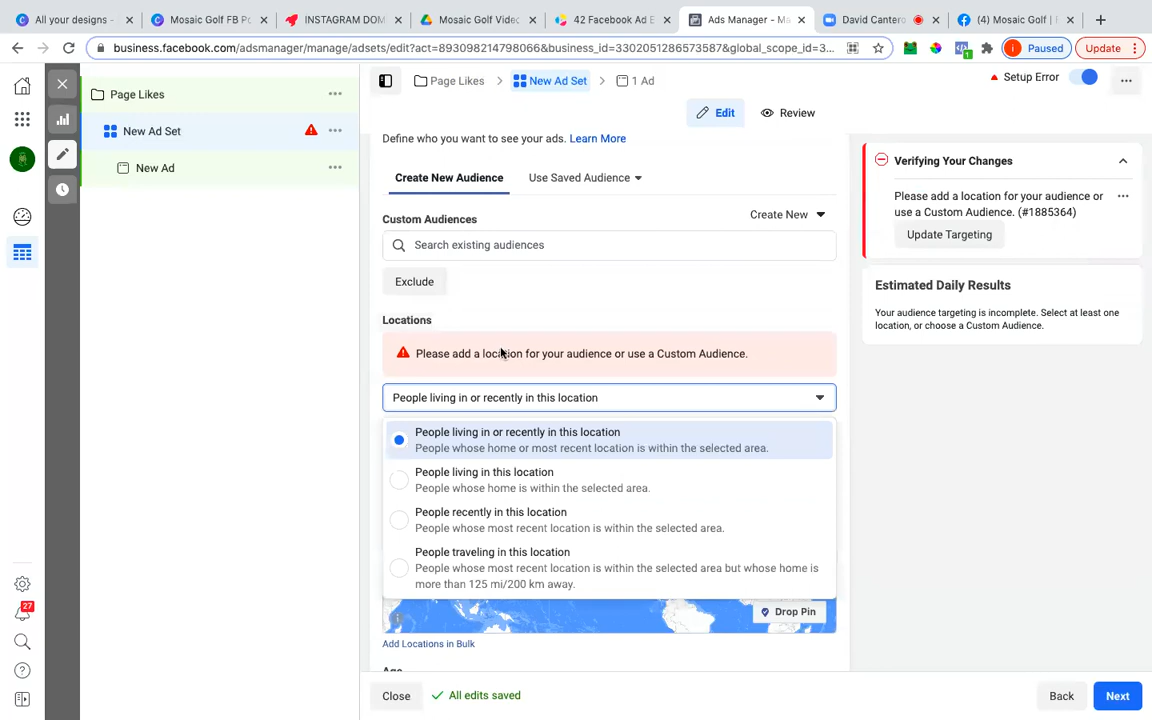 All your designs -
Mosaic Golf FB Po
INSTAGRAM DOM
Mosaic Golf Video
42 Facebook Ad E
Ads Manager - Ma
David Cantero
(4) Mosaic Golf | F
business.facebook.com/adsmanager/manage/adsets/edit?act=893098214798066&business_id=3302051286573587&global_scope_id=3...
1
Paused
Update
Page Likes
New Ad Set
New Ad
27
Page Likes
New Ad Set
1 Ad
Setup Error
Edit
Review
Define who you want to see your ads. Learn More
Create New Audience
Use Saved Audience
Custom Audiences
Create New
Search existing audiences
Exclude
Locations
Please add a location for your audience or use a Custom Audience.
People living in or recently in this location
People living in or recently in this location
People whose home or most recent location is within the selected area.
People living in this location
People whose home is within the selected area.
People recently in this location
People whose most recent location is within the selected area.
People traveling in this location
People whose most recent location is within the selected area but whose home is
more than 125 mi/200 km away.
Drop Pin
Add Locations in Bulk
Age
Close
All edits saved
Back
Next
Verifying Your Changes
Please add a location for your audience or
use a Custom Audience. (#1885364)
Update Targeting
Estimated Daily Results
Your audience targeting is incomplete. Select at least one
location, or choose a Custom Audience.